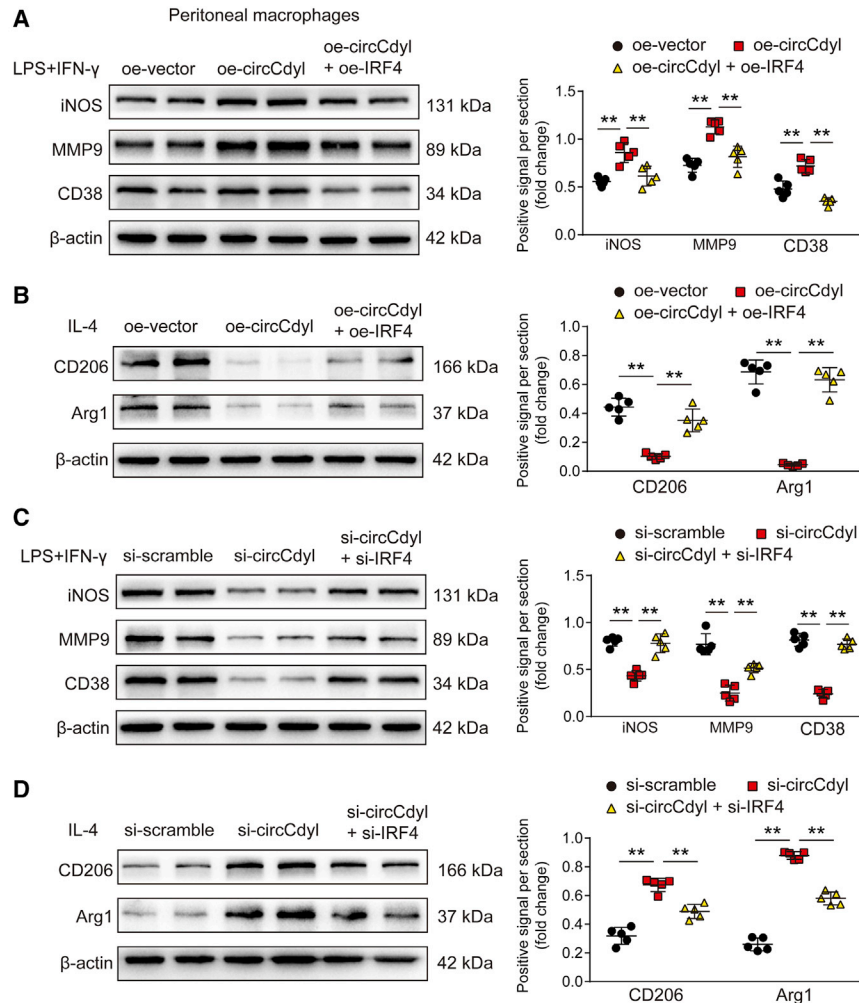 A
Peritoneal macrophages
LPS+IFN-γ
oe-vector
oe-circCdyl
oe-circCdyl
+ oe-IRF4
iNOS
131 kDa
MMP9
89 kDa
CD38
34 kDa
β-actin
42 kDa
oe-vector
oe-circCdyl
oe-circCdyl + oe-IRF4
Positive signal per section
(fold change)
1.5
1.0
0.5
0.0
** ** ** ** ** **
iNOS MMP9 CD38
B
IL-4
oe-vector
oe-circCdyl
oe-circCdyl
+ oe-IRF4
CD206
166 kDa
Arg1
37 kDa
β-actin
42 kDa
oe-vector
oe-circCdyl
oe-circCdyl + oe-IRF4
Positive signal per section
(fold change)
1.0
0.8
0.6
0.4
0.2
0.0
** ** ** **
CD206 Arg1
C
LPS+IFN-γ
si-scramble
si-circCdyl
si-circCdyl
+ si-IRF4
iNOS
131 kDa
MMP9
89 kDa
CD38
34 kDa
β-actin
42 kDa
si-scramble
si-circCdyl
si-circCdyl + si-IRF4
Positive signal per section
(fold change)
1.5
1.0
0.5
0.0
** ** ** ** ** **
iNOS MMP9 CD38
D
IL-4
si-scramble
si-circCdyl
si-circCdyl
+ si-IRF4
CD206
166 kDa
Arg1
37 kDa
β-actin
42 kDa
si-scramble
si-circCdyl
si-circCdyl + si-IRF4
Positive signal per section
(fold change)
1.0
0.8
0.6
0.4
0.2
0.0
** ** ** **
CD206 Arg1